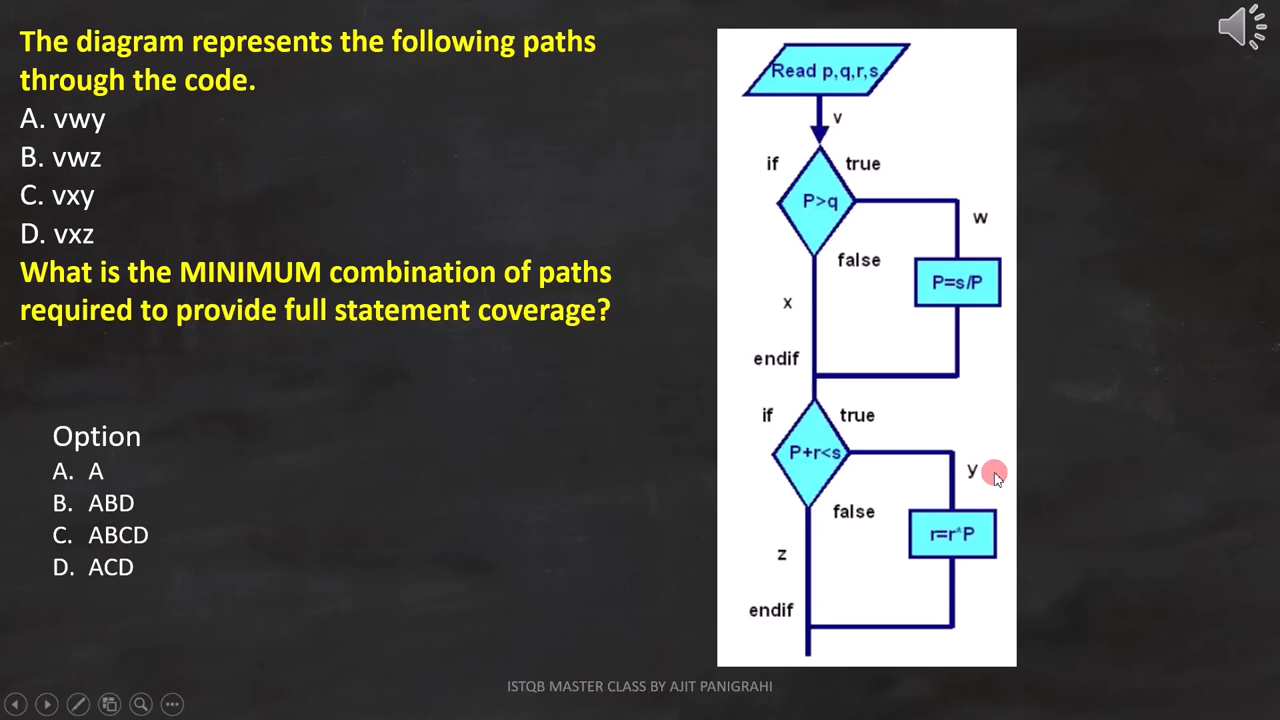 The diagram represents the following paths
through the code.
A. vwy
B. vwz
C. vxy
D. vxz
What is the MINIMUM combination of paths
required to provide full statement coverage?
Option
A. A
B. ABD
C. ABCD
D. ACD
Read p,q,r,s
v
if true
P>q
w
false
P=s/P
x
endif
if true
P+r<s
y
false
r=r*P
z
endif
ISTQB MASTER CLASS BY AJIT PANIGRAHI